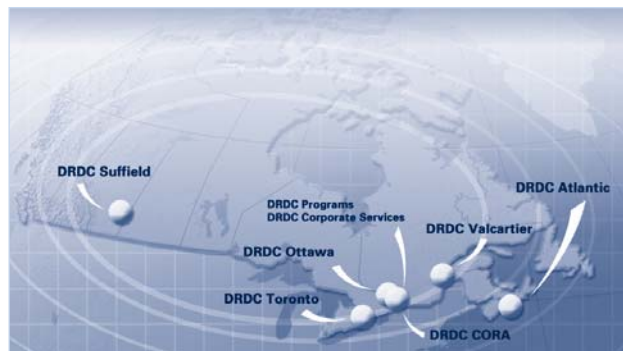 DRDC Suffield
DRDC Atlantic
DRDC Programs
DRDC Corporate Services
DRDC Valcartier
DRDC Ottawa
DRDC Toronto
DRDC CORA